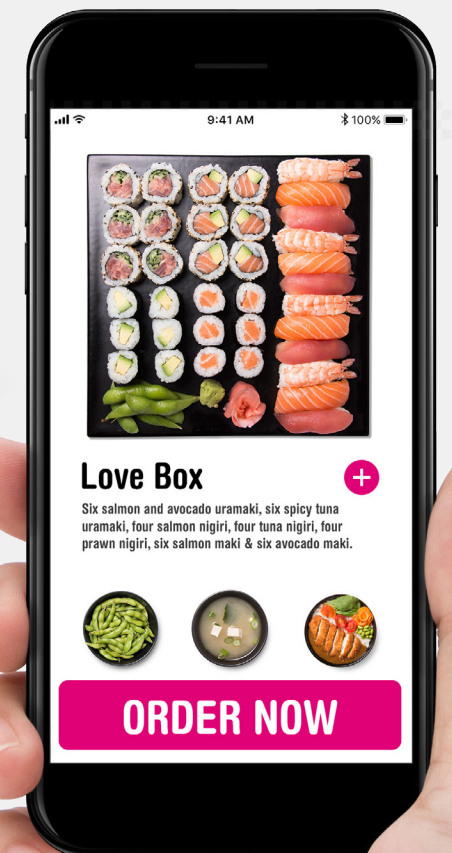 9:41 AM
100%
Love Box
Six salmon and avocado uramaki, six spicy tuna
uramaki, four salmon nigiri, four tuna nigiri, four
prawn nigiri, six salmon maki & six avocado maki.
ORDER NOW